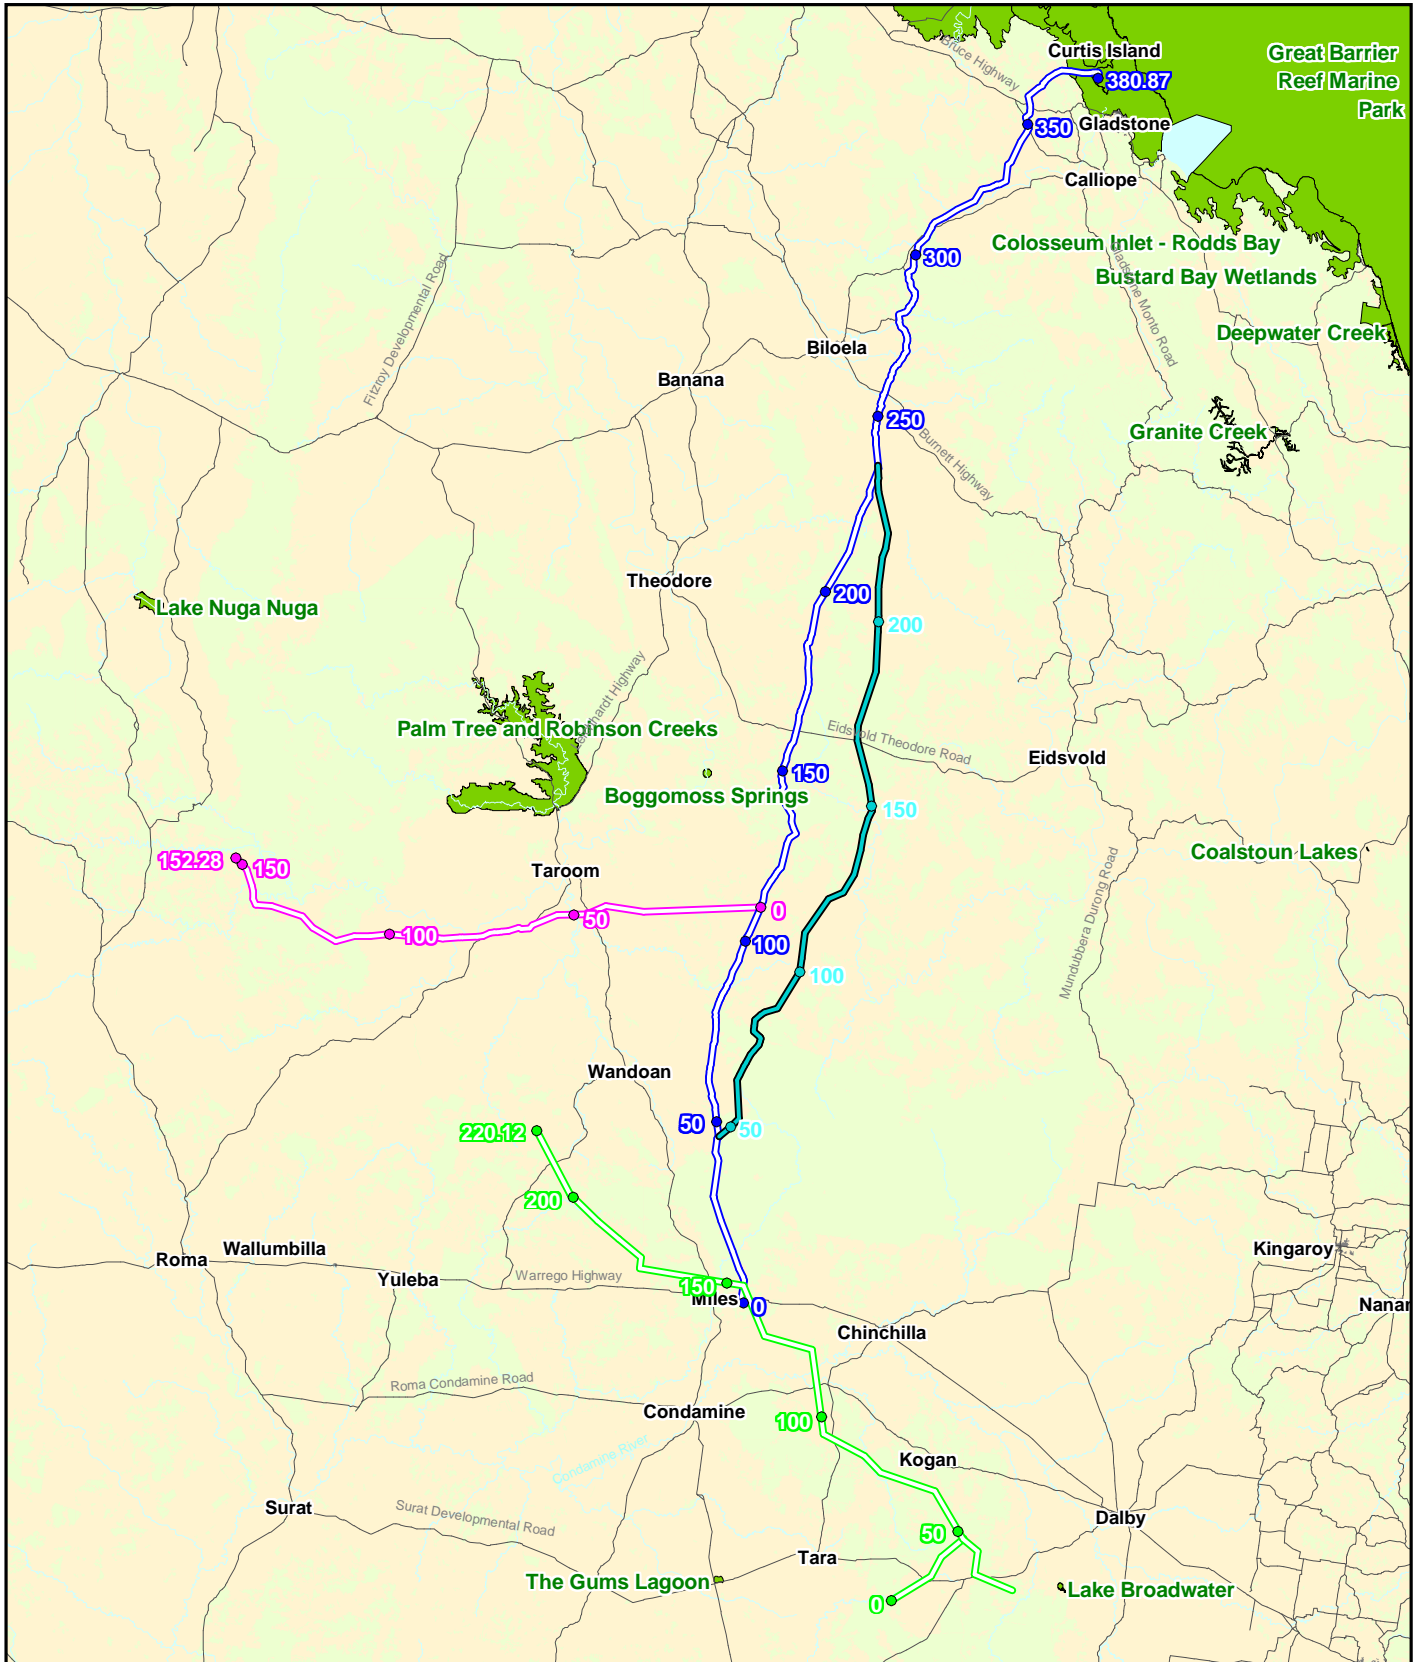 Bruce Highway
Curtis Island
Great Barrier
Reef Marine
Park
380.87
350
Gladstone
Calliope
Colosseum Inlet - Rodds Bay
300
Bustard Bay Wetlands
Gladstone Monto Road
Fitzroy Developmental Road
Deepwater Creek
Biloela
Banana
250
Burnett Highway
Granite Creek
Theodore
200
Lake Nuga Nuga
200
Leichhardt Highway
Palm Tree and Robinson Creeks
Eidsvold Theodore Road
Eidsvold
150
Boggomoss Springs
150
Coalstoun Lakes
152.28
150
Taroom
Mundubbera Durong Road
0
50
100
100
100
Wandoan
50
50
220.12
200
Roma
Wallumbilla
Yuleba
Warrego Highway
150
Miles
0
Kingaroy
Nanan
Chinchilla
Roma Condamine Road
Condamine
100
Condamine River
Kogan
Surat
Surat Developmental Road
50
Dalby
Tara
The Gums Lagoon
0
Lake Broadwater